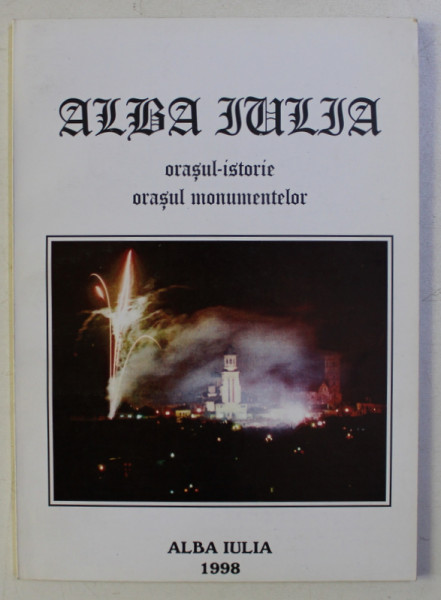 ALBA IULIA
orașul-istorie
orașul monumentelor
ALBA IULIA
1998